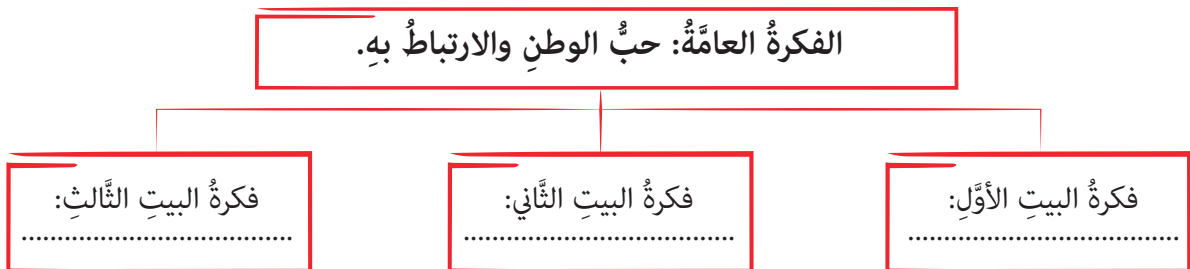 الفكرةُ العامَّةُ: حبُّ الوطنِ والارتباطُ بهِ.
فكرةُ البيتِ الأوَّلِ:
.....................................
فكرةُ البيتِ الثَّاني:
.....................................
فكرةُ البيتِ الثَّالثِ:
.....................................